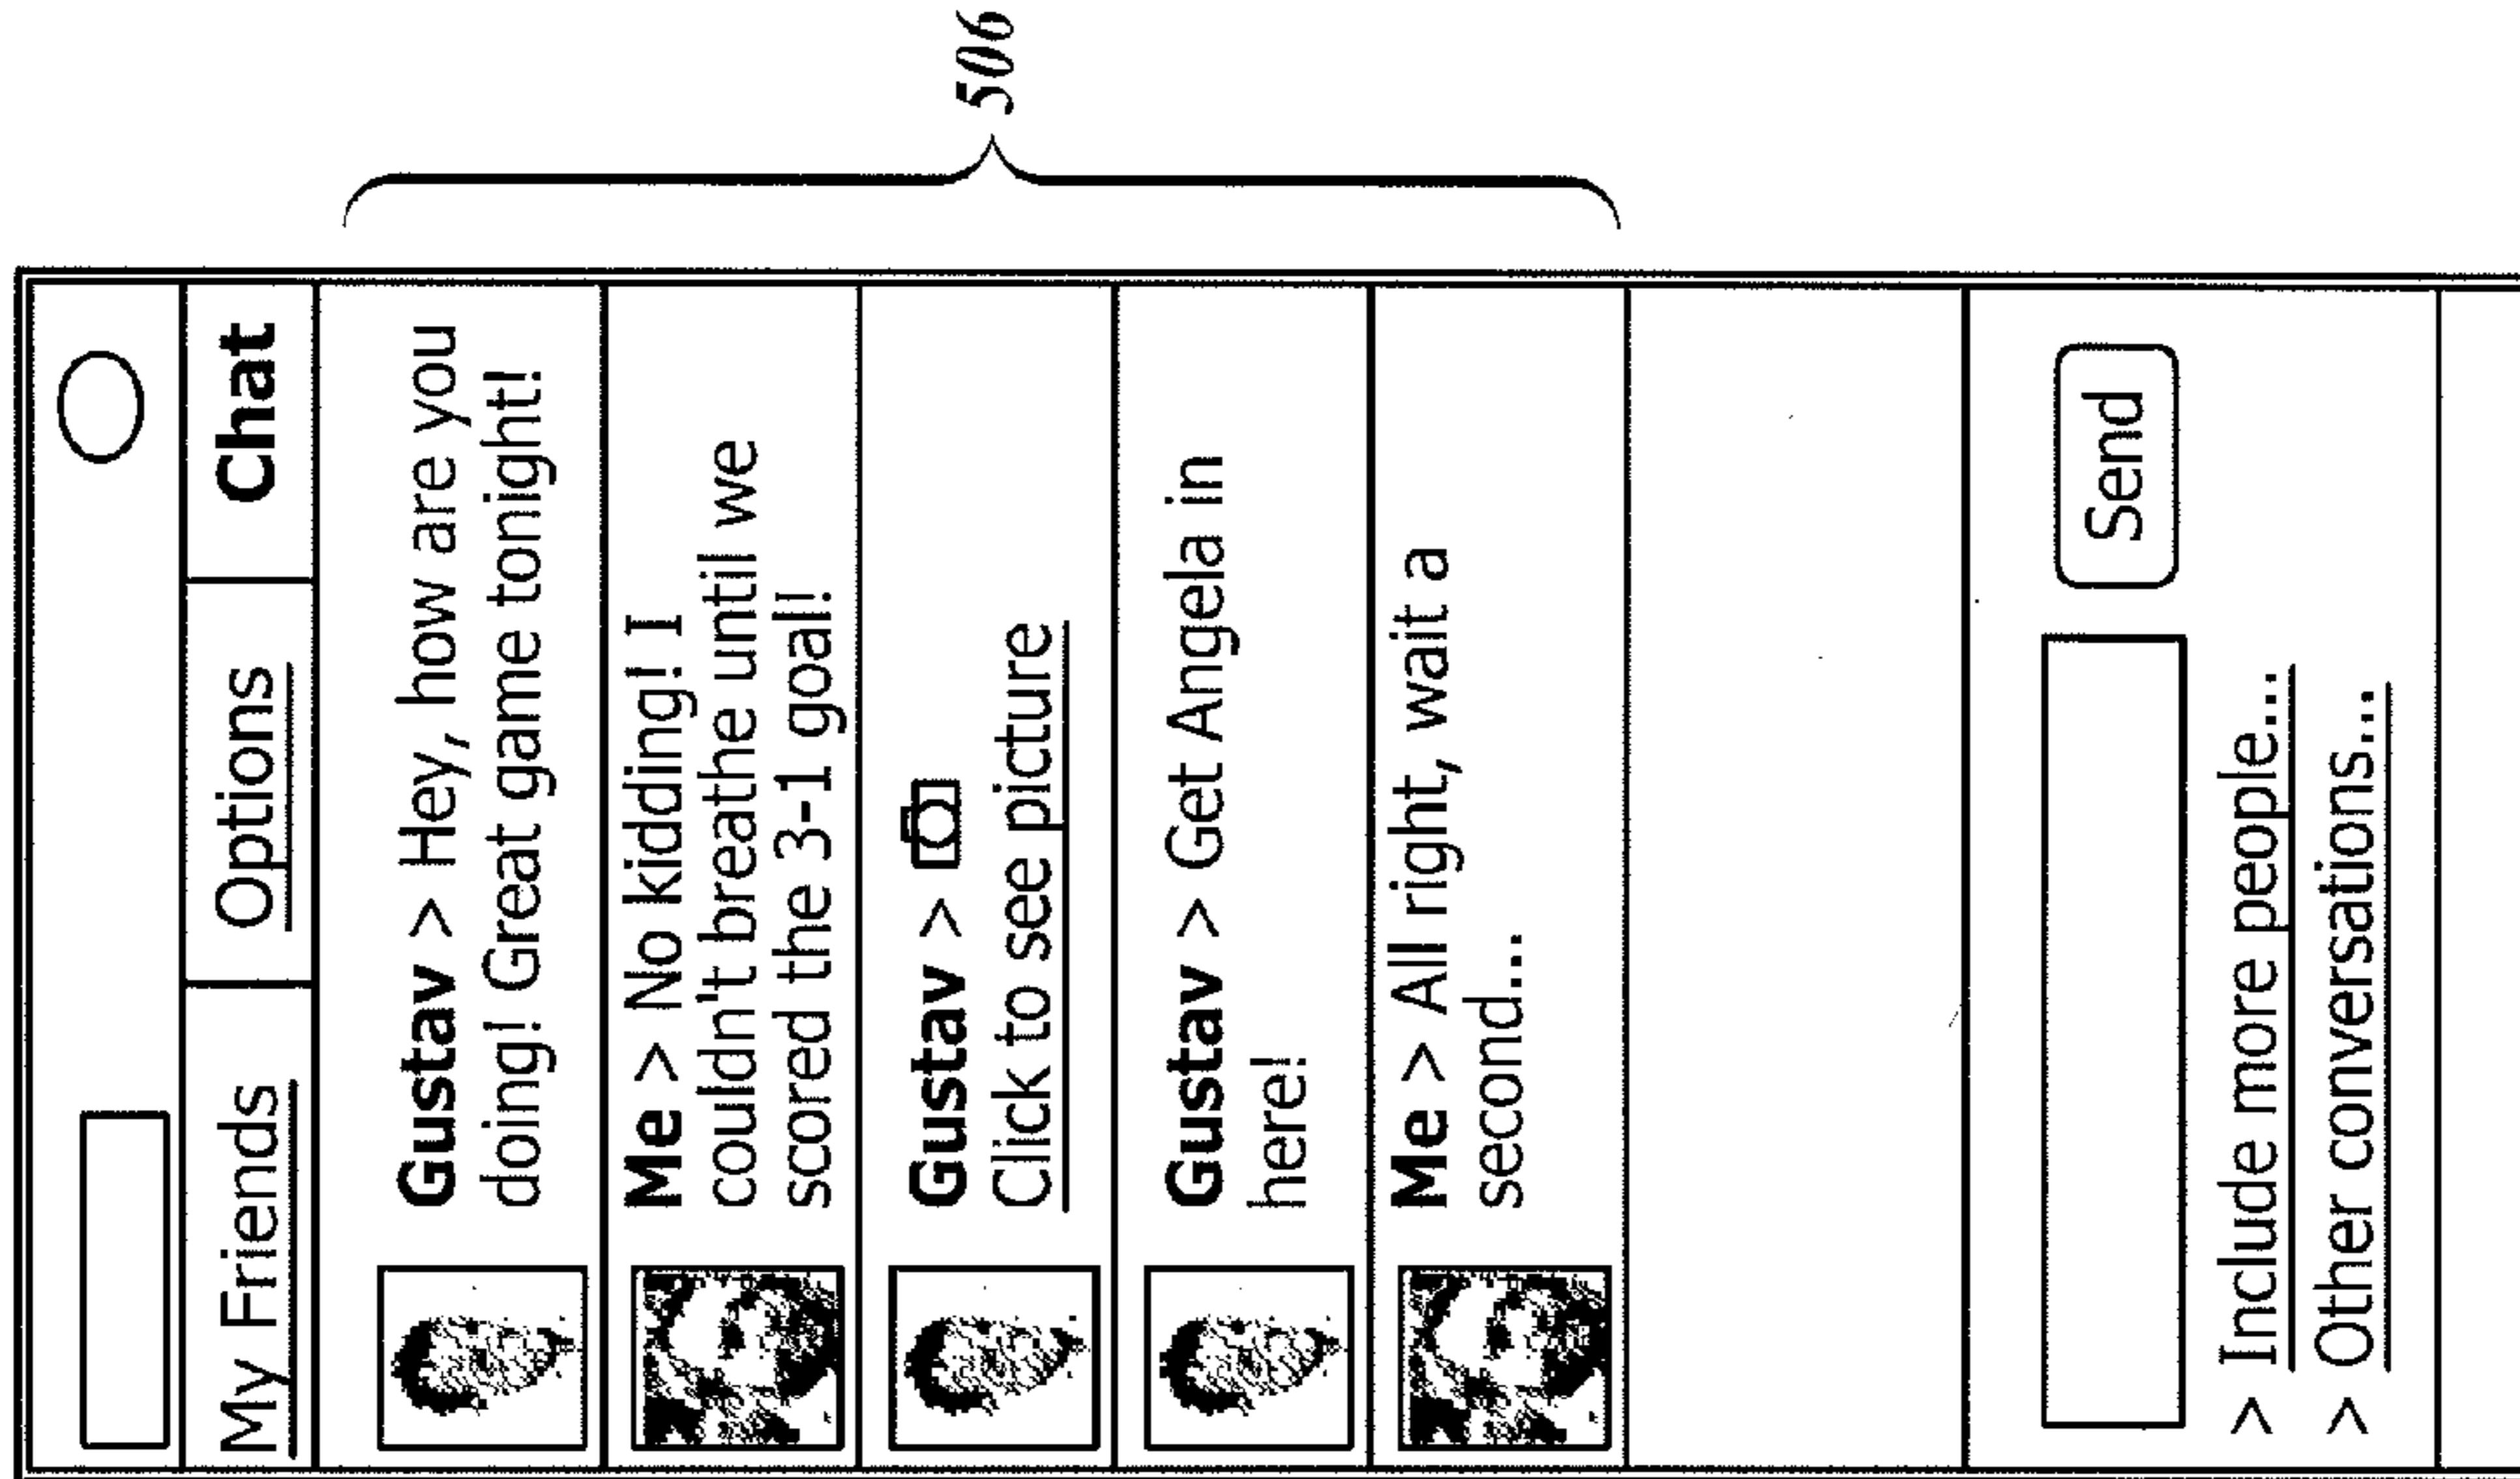 My Friends Options Chat
Gustav > Hey, how are you
doing! Great game tonight!
Me > No kidding! I
couldn't breathe until we
scored the 3-1 goal!
Gustav >
Click to see picture
Gustav > Get Angela in
here!
Me > All right, wait a
second...
Send
> Include more people...
> Other conversations...
506